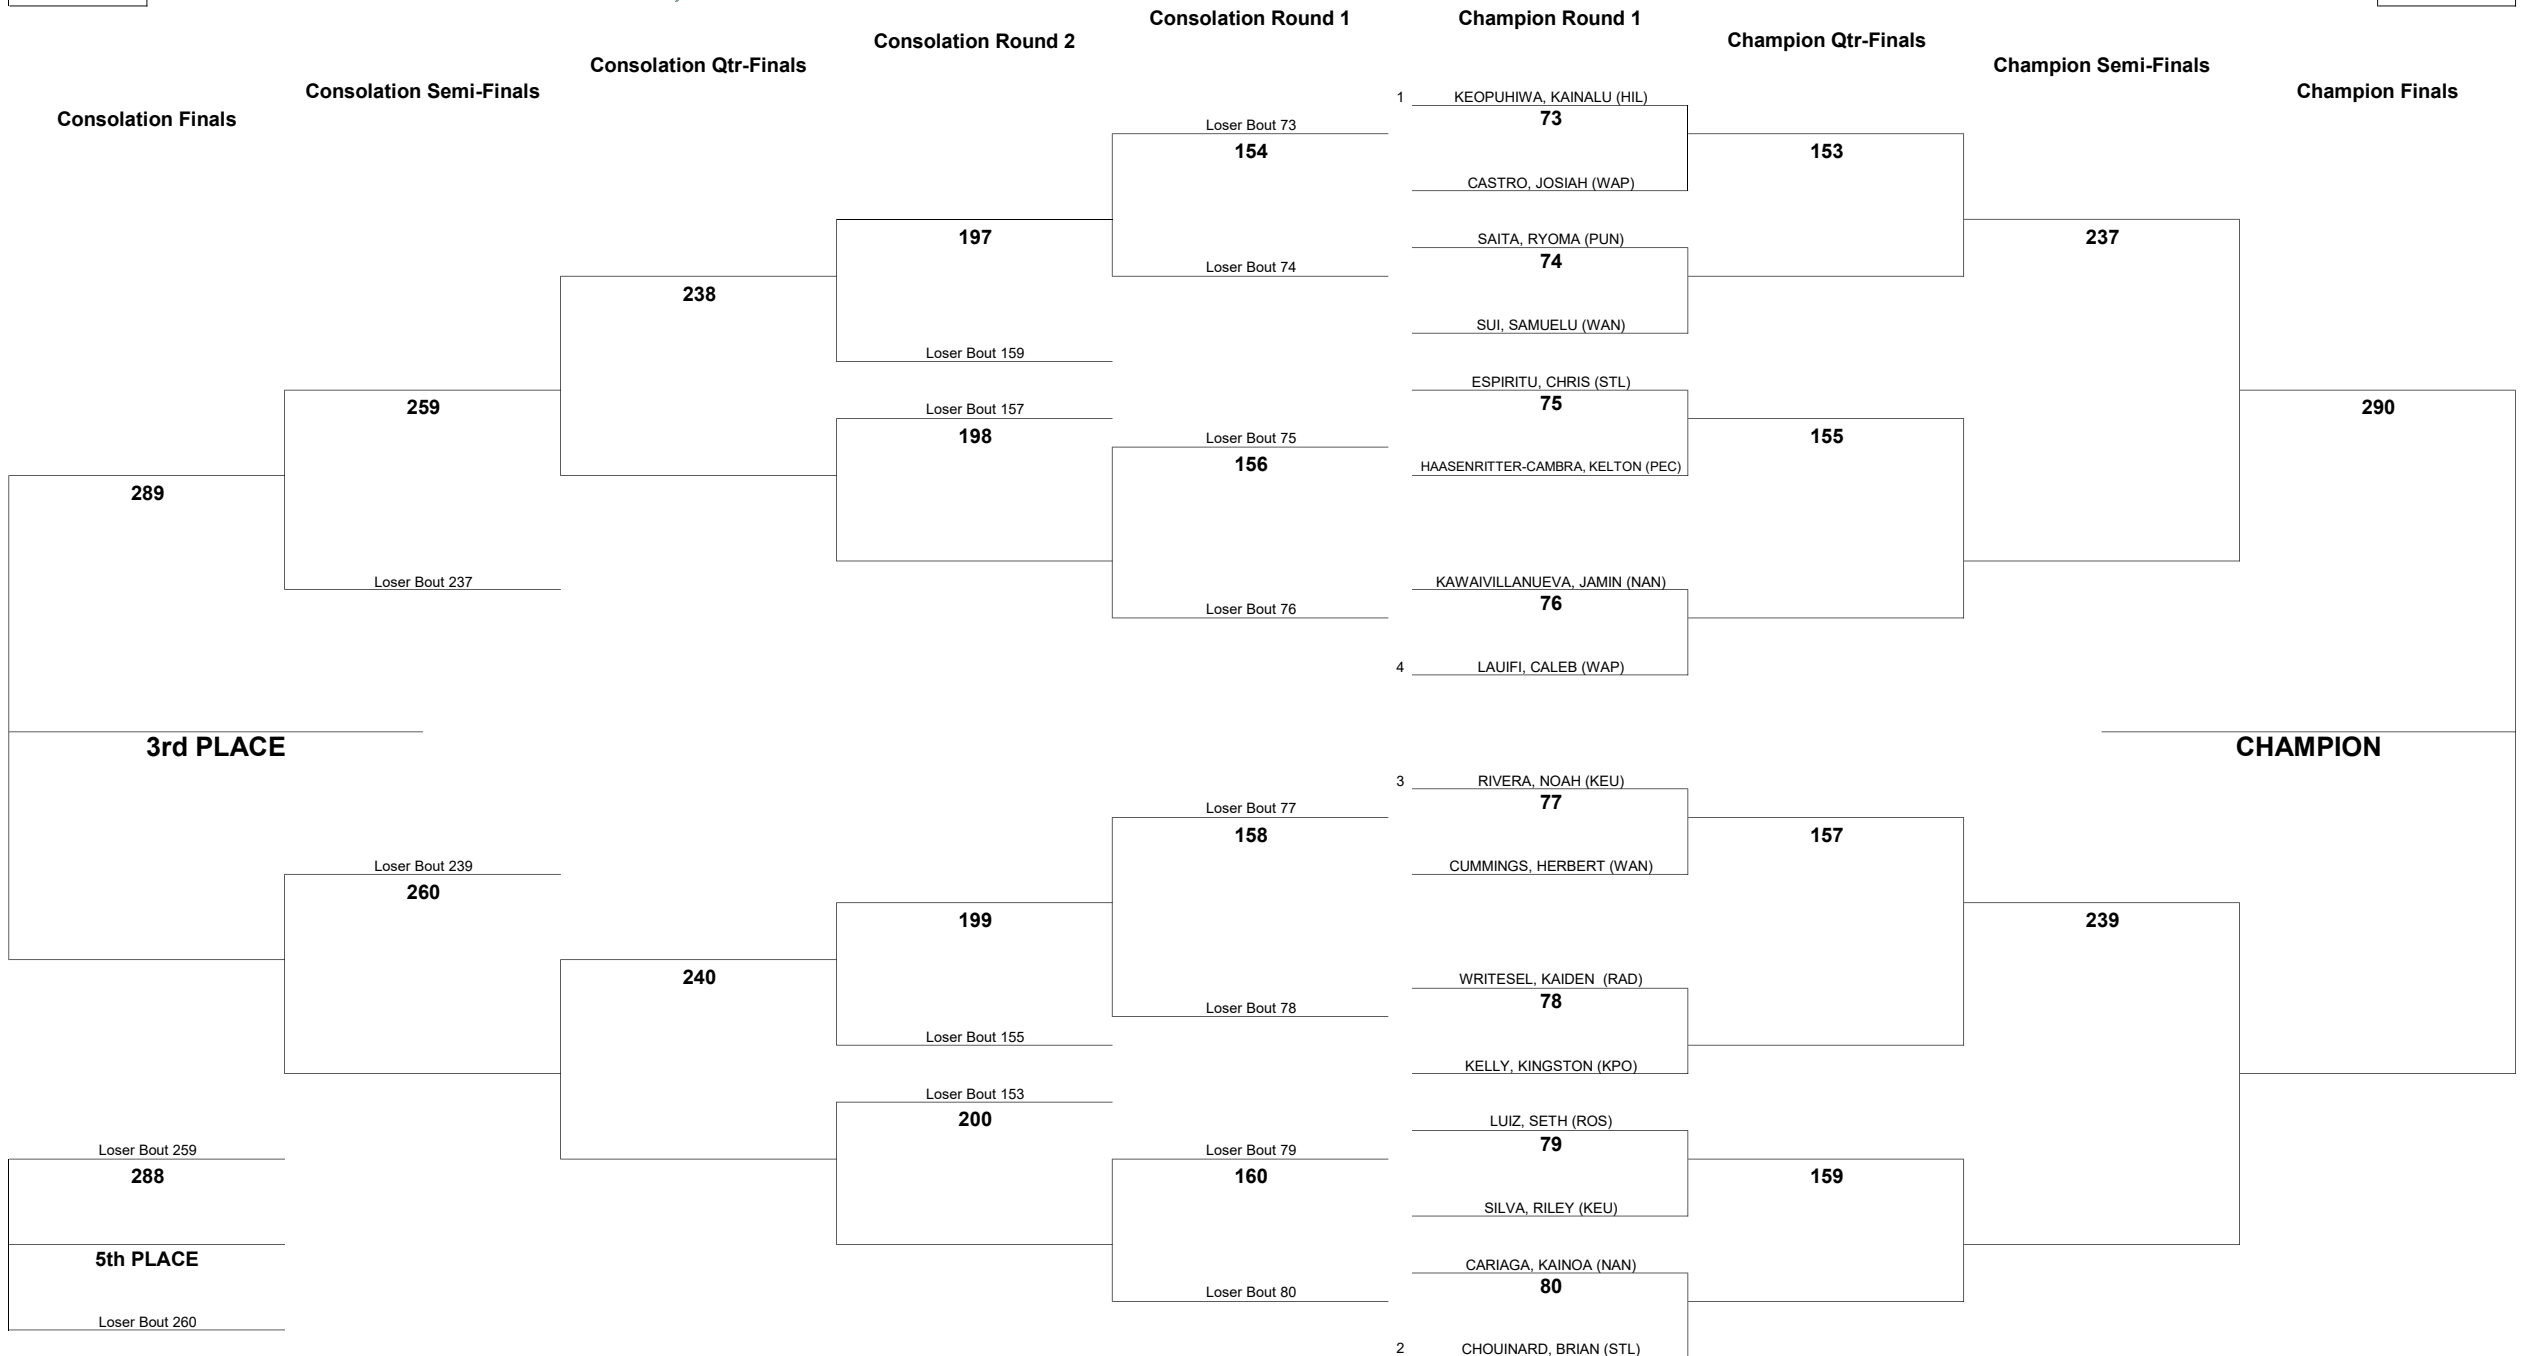 Consolation Round 1
Champion Round 1
Consolation Round 2
Champion Qtr-Finals
Consolation Qtr-Finals
Champion Semi-Finals
Consolation Semi-Finals
Champion Finals
Consolation Finals
1 KEOPUHIWA, KAINALU (HIL)
73
Loser Bout 73
154
153
CASTRO, JOSIAH (WAP)
197
SAITA, RYOMA (PUN)
237
74
Loser Bout 74
238
SUI, SAMUELU (WAN)
Loser Bout 159
ESPIRITU, CHRIS (STL)
75
259
Loser Bout 157
290
198
Loser Bout 75
155
156
HAASENRITTER-CAMBRA, KELTON (PEC)
289
Loser Bout 237
KAWAIVILLANUEVA, JAMIN (NAN)
76
Loser Bout 76
4 LAUIFI, CALEB (WAP)
3rd PLACE
CHAMPION
3 RIVERA, NOAH (KEU)
77
Loser Bout 77
158
157
Loser Bout 239
CUMMINGS, HERBERT (WAN)
260
199
239
240
WRITESEL, KAIDEN (RAD)
78
Loser Bout 78
Loser Bout 155
KELLY, KINGSTON (KPO)
Loser Bout 153
200
LUIZ, SETH (ROS)
79
Loser Bout 259
Loser Bout 79
288
160
159
SILVA, RILEY (KEU)
5th PLACE
CARIAGA, KAINOA (NAN)
80
Loser Bout 80
Loser Bout 260
2 CHOUINARD, BRIAN (STL)